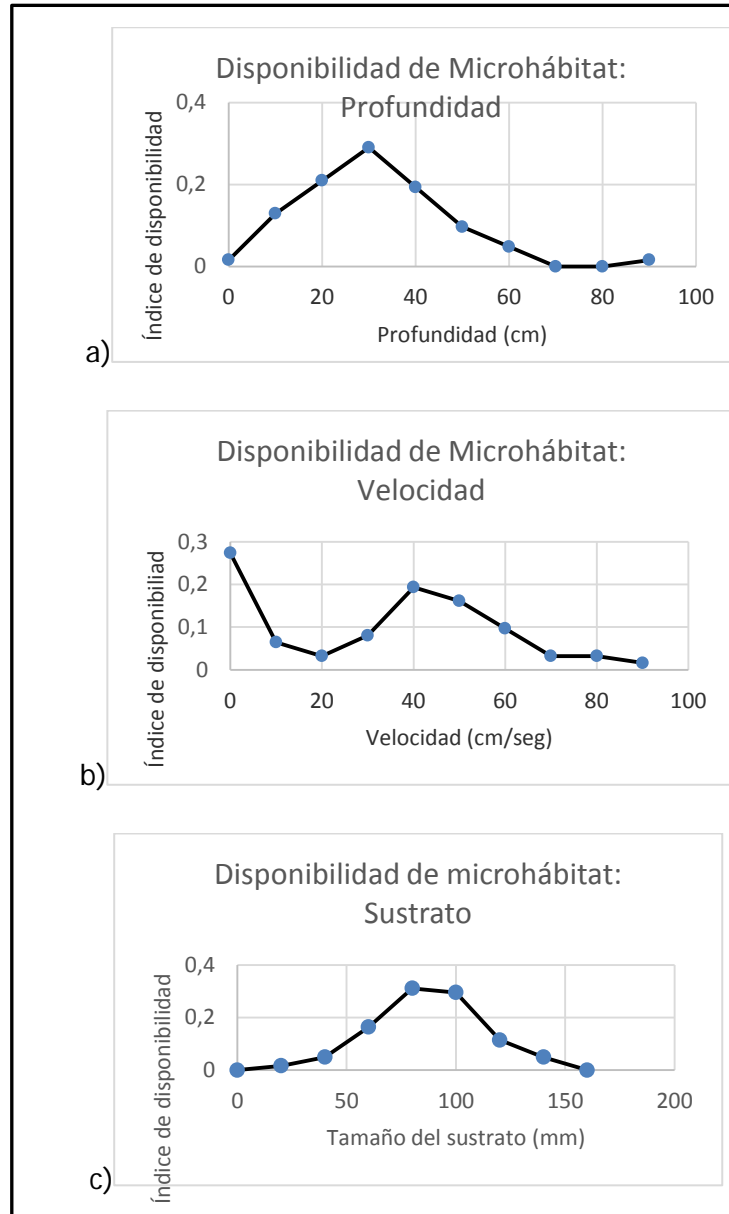 Disponibilidad de Microhábitat:
Profundidad
Índice de disponibilidad
0,4
0,2
0
0 20 40 60 80 100
Profundidad (cm)
a)
Disponibilidad de Microhábitat:
Velocidad
Índice de disponibiliad
0,3
0,2
0,1
0
0 20 40 60 80 100
Velocidad (cm/seg)
b)
Disponibilidad de microhábitat:
Sustrato
Índice de disponibilidad
0,4
0,2
0
0 50 100 150 200
Tamaño del sustrato (mm)
c)